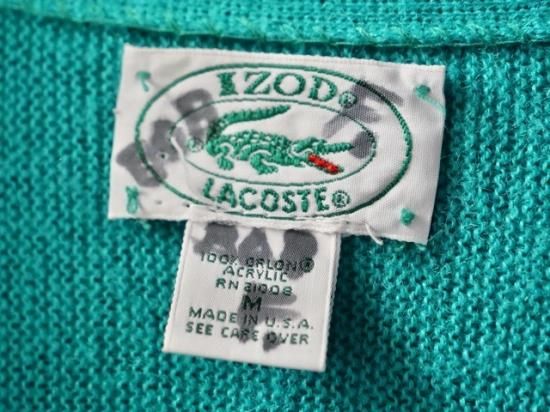 IZOD®
LACOSTE®
100% ORLON®
ACRYLIC
RN 21008
M
MADE IN U.S.A.
SEE CARE OVER